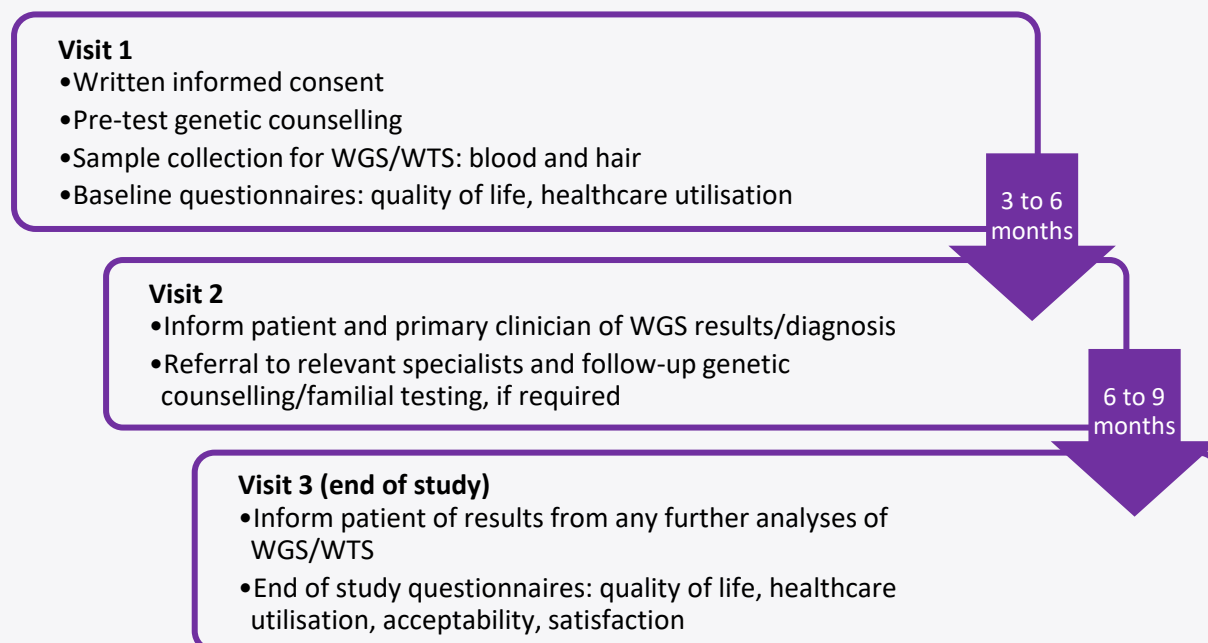 Visit 1
•Written informed consent
•Pre-test genetic counselling
•Sample collection for WGS/WTS: blood and hair
•Baseline questionnaires: quality of life, healthcare utilisation
3 to 6
months
Visit 2
•Inform patient and primary clinician of WGS results/diagnosis
•Referral to relevant specialists and follow-up genetic
counselling/familial testing, if required
6 to 9
months
Visit 3 (end of study)
•Inform patient of results from any further analyses of
WGS/WTS
•End of study questionnaires: quality of life, healthcare
utilisation, acceptability, satisfaction